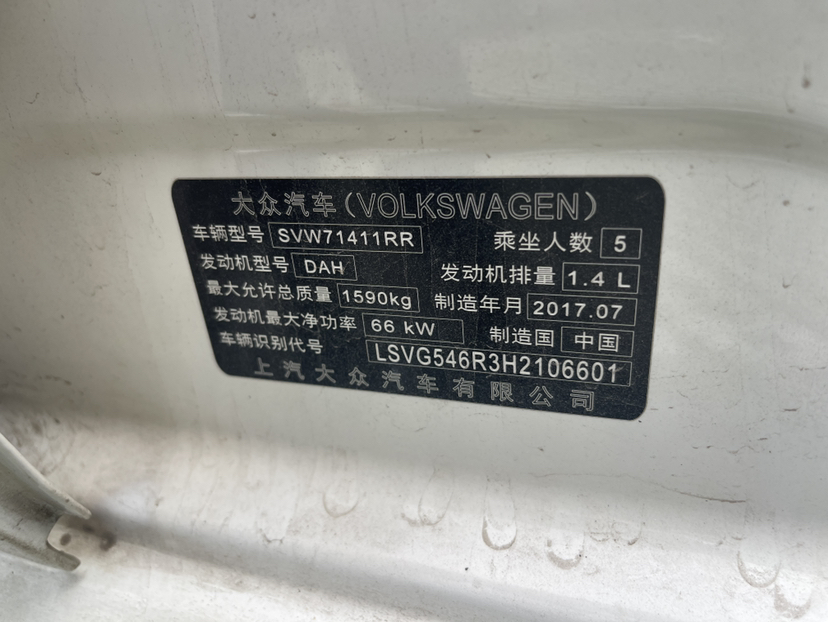 大众汽车(VOLKSWAGEN)
车辆型号 SVW71411RR 乘坐人数 5
发动机型号 DAH 发动机排量 1.4 L
最大允许总质量 1590kg 制造年月 2017.07
发动机最大净功率 66 kW 制造国 中国
车辆识别代号 LSVG546R3H2106601
上汽大众汽车有限公司